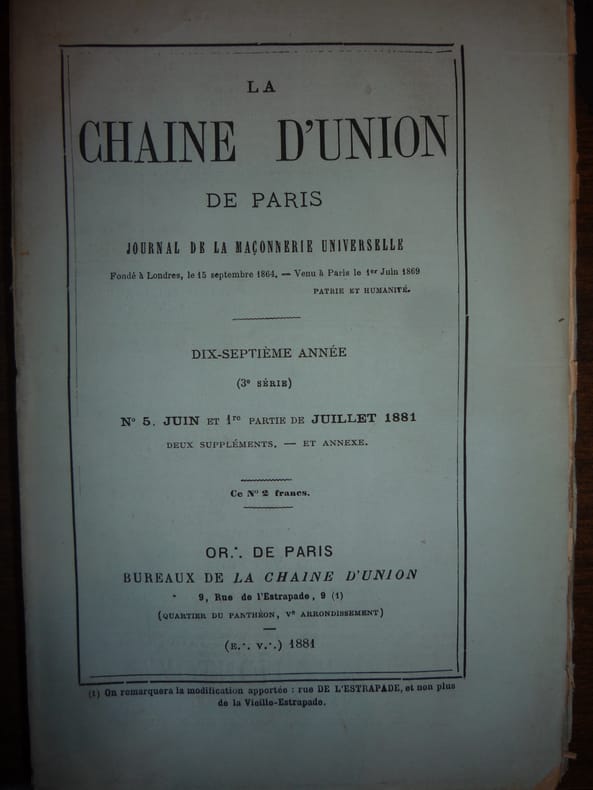 LA
CHAINE D'UNION
DE PARIS
JOURNAL DE LA MAÇONNERIE UNIVERSELLE
Fondé à Londres, le 15 septembre 1864. — Venu à Paris le 1er Juin 1869
PATRIE ET HUMANITÉ.
DIX-SEPTIÈME ANNÉE
(3e SÉRIE)
No 5. JUIN ET 1re PARTIE DE JUILLET 1881
DEUX SUPPLÉMENTS. — ET ANNEXE.
Ce No 2 francs.
OR∴ DE PARIS
BUREAUX DE LA CHAINE D'UNION
9, Rue de l'Estrapade, 9 (1)
(QUARTIER DU PANTHÉON, Ve ARRONDISSEMENT)
(E∴ V∴) 1881
(1) On remarquera la modification apportée : rue DE L'ESTRAPADE, et non plus
de la Vieille-Estrapade.